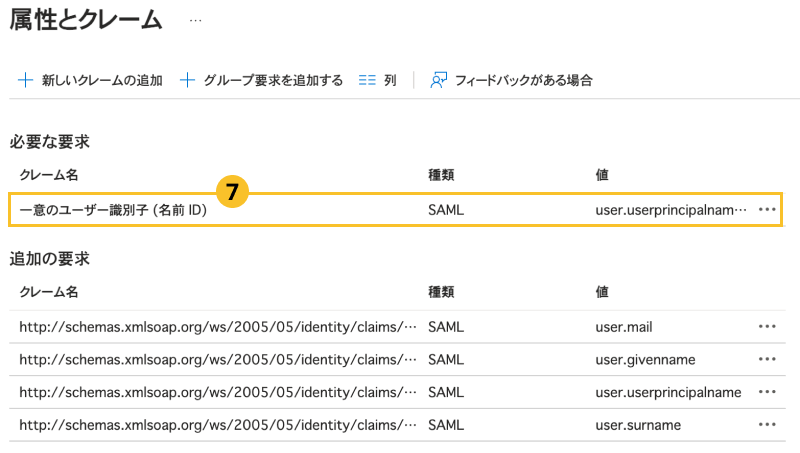 属性とクレーム ...
新しいクレームの追加 グループ要求を追加する 列 フィードバックがある場合
必要な要求
クレーム名 種類 値
7
一意のユーザー識別子 (名前 ID) SAML user.userprincipalnam… ...
追加の要求
クレーム名 種類 値
http://schemas.xmlsoap.org/ws/2005/05/identity/claims/… SAML user.mail ...
http://schemas.xmlsoap.org/ws/2005/05/identity/claims/… SAML user.givenname ...
http://schemas.xmlsoap.org/ws/2005/05/identity/claims/… SAML user.userprincipalname ...
http://schemas.xmlsoap.org/ws/2005/05/identity/claims/… SAML user.surname ...